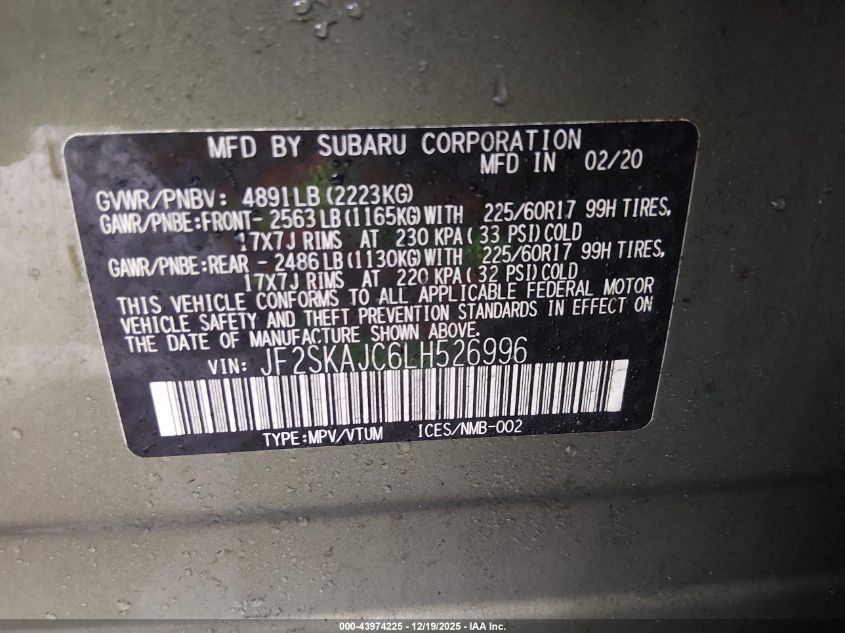 MFD BY SUBARU CORPORATION
MFD IN 02/20
GVWR/PNBV: 4891LB(2223KG)
GAWR/PNBE:FRONT- 2563LB(1165KG)WITH 225/60R17 99H TIRES,
17X7J RIMS AT 230 KPA(33 PSI)COLD
GAWR/PNBE:REAR - 2486LB(1130KG)WITH 225/60R17 99H TIRES,
17X7J RIMS AT 220 KPA(32 PSI)COLD
THIS VEHICLE CONFORMS TO ALL APPLICABLE FEDERAL MOTOR
VEHICLE SAFETY AND THEFT PREVENTION STANDARDS IN EFFECT ON
THE DATE OF MANUFACTURE SHOWN ABOVE.
VIN: JF2SKAJC6LH526996
TYPE:MPV/VTUM ICES/NMB-002
000-43974225 - 12/19/2025 - IAA Inc.